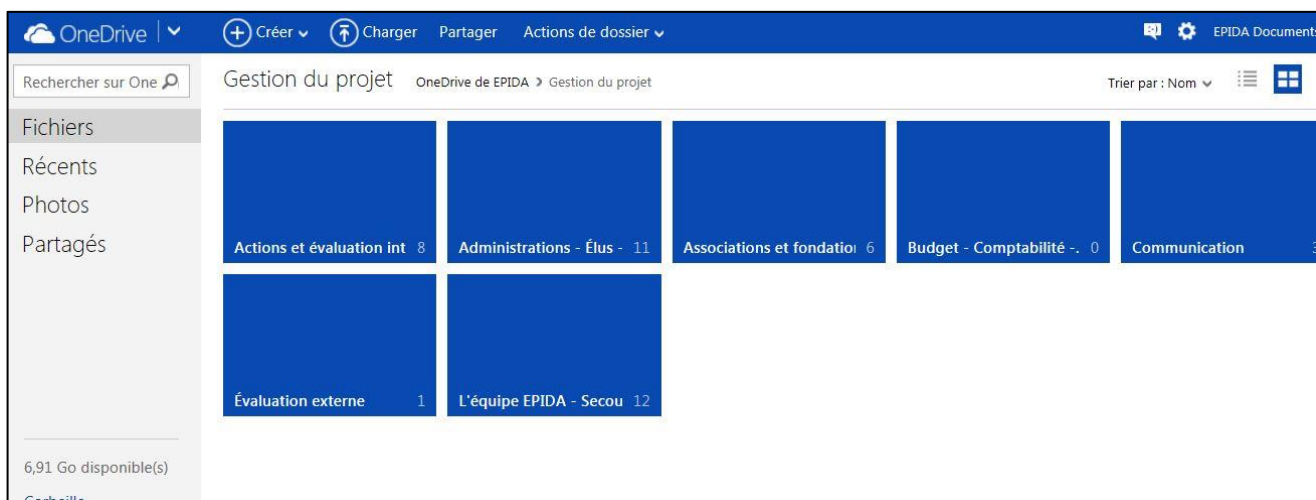 OneDrive
Créer
Charger
Partager
Actions de dossier
EPIDA Documents
Rechercher sur One
Gestion du projet
OneDrive de EPIDA > Gestion du projet
Trier par : Nom
Fichiers
Récents
Photos
Partagés
Actions et évaluation int 8
Administrations - Élus - 11
Associations et fondatio 6
Budget - Comptabilité -. 0
Communication 3
Évaluation externe 1
L'équipe EPIDA - Secou 12
6,91 Go disponible(s)
Corbeille